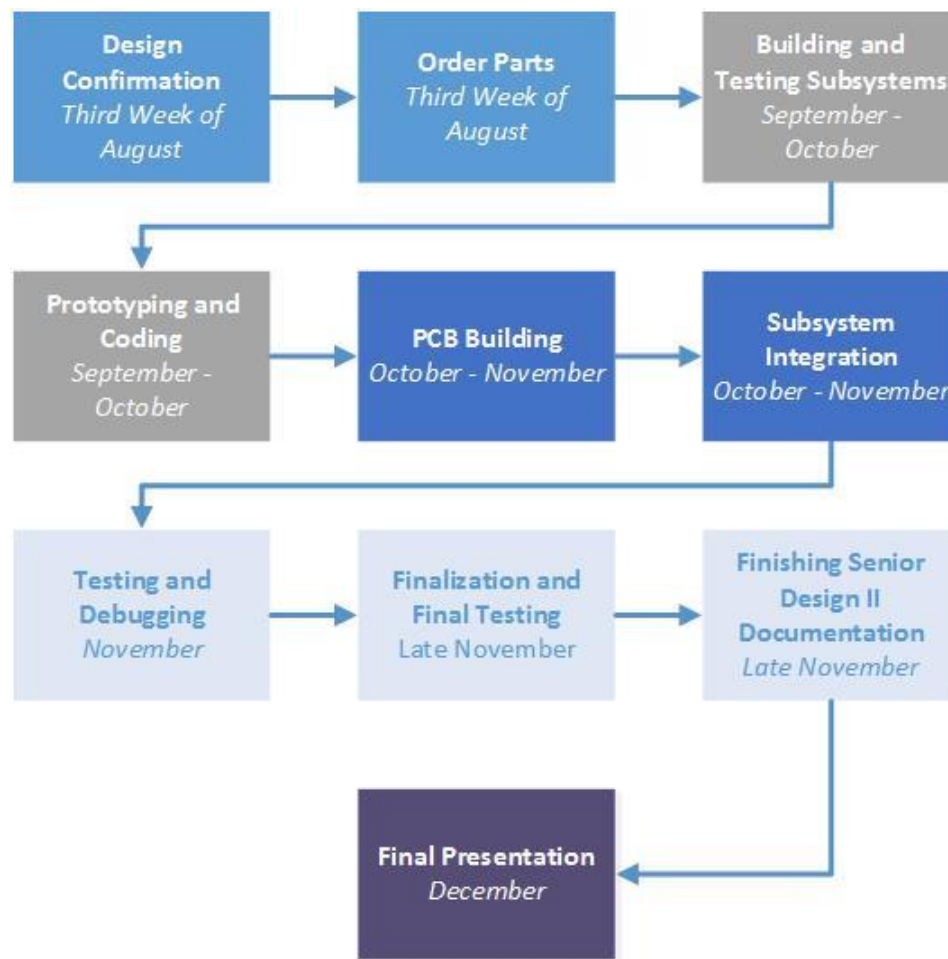 Design
Confirmation
Third Week of
August
Order Parts
Third Week of
August
Building and
Testing Subsystems
September -
October
Prototyping and
Coding
September -
October
PCB Building
October - November
Subsystem
Integration
October - November
Testing and
Debugging
November
Finalization and
Final Testing
Late November
Finishing Senior
Design II
Documentation
Late November
Final Presentation
December